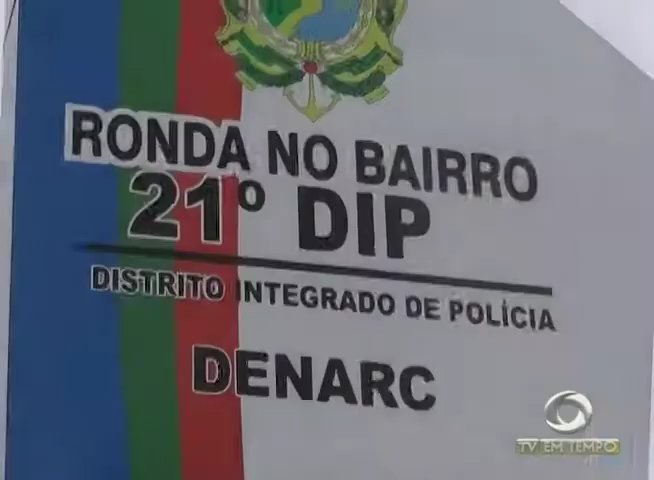 RONDA NO BAIRRO
21º DIP
DISTRITO INTEGRADO DE POLÍCIA
DENARC
TV EM TEMPO